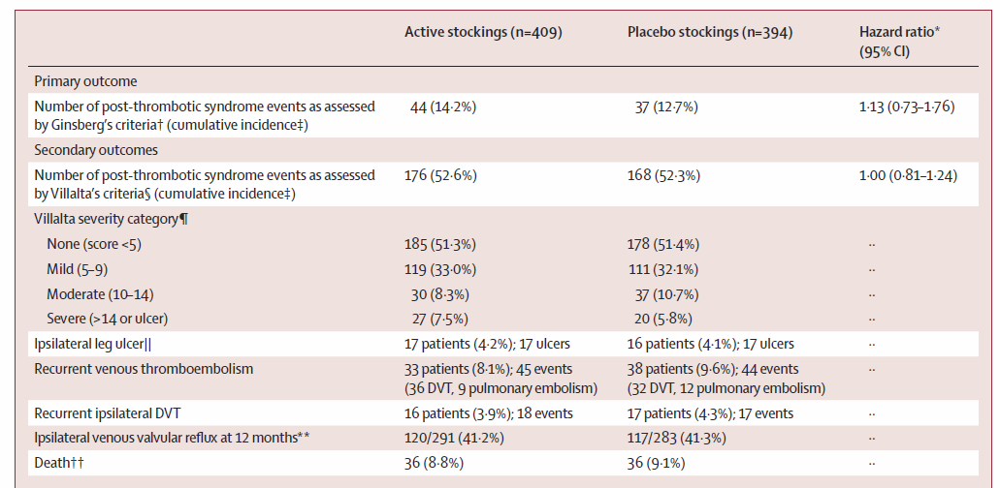 Active stockings (n=409) Placebo stockings (n=394) Hazard ratio*
(95% CI)
Primary outcome
Number of post-thrombotic syndrome events as assessed 44 (14·2%) 37 (12·7%) 1·13 (0·73–1·76)
by Ginsberg’s criteria† (cumulative incidence‡)
Secondary outcomes
Number of post-thrombotic syndrome events as assessed 176 (52·6%) 168 (52·3%) 1·00 (0·81–1·24)
by Villalta’s criteria§ (cumulative incidence‡)
Villalta severity category¶
None (score <5) 185 (51·3%) 178 (51·4%) ··
Mild (5–9) 119 (33·0%) 111 (32·1%) ··
Moderate (10–14) 30 (8·3%) 37 (10·7%) ··
Severe (>14 or ulcer) 27 (7·5%) 20 (5·8%) ··
Ipsilateral leg ulcer|| 17 patients (4·2%); 17 ulcers 16 patients (4·1%); 17 ulcers ··
Recurrent venous thromboembolism 33 patients (8·1%); 45 events 38 patients (9·6%); 44 events ··
(36 DVT, 9 pulmonary embolism) (32 DVT, 12 pulmonary embolism)
Recurrent ipsilateral DVT 16 patients (3·9%); 18 events 17 patients (4·3%); 17 events ··
Ipsilateral venous valvular reflux at 12 months** 120/291 (41·2%) 117/283 (41·3%) ··
Death†† 36 (8·8%) 36 (9·1%) ··